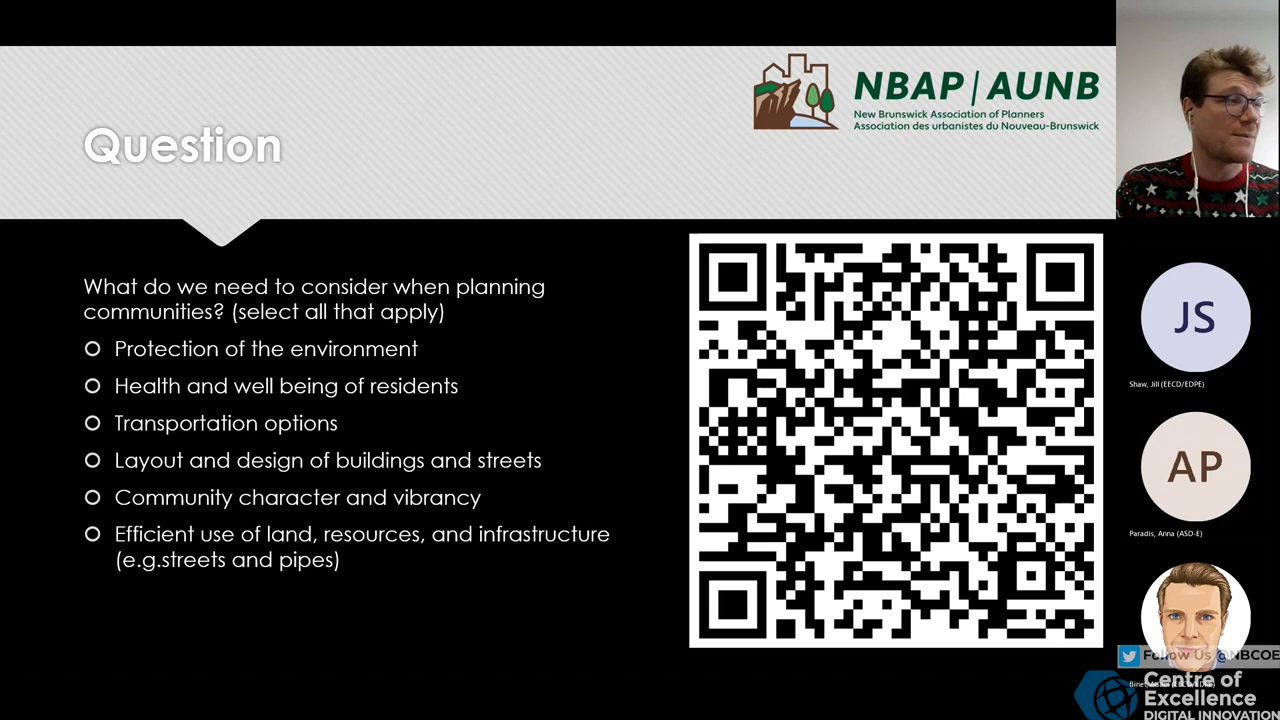 NBAP | AUNB
New Brunswick Association of Planners
Association des urbanistes du Nouveau-Brunswick
Question
What do we need to consider when planning
communities? (select all that apply)
Protection of the environment
Health and well being of residents
Transportation options
Layout and design of buildings and streets
Community character and vibrancy
Efficient use of land, resources, and infrastructure
(e.g.streets and pipes)
JS
Shaw, Jill (EECD/EDPE)
AP
Paradis, Anna (ASD-E)
Follow Us @NBCOE
Centre of
Excellence
DIGITAL INNOVATION